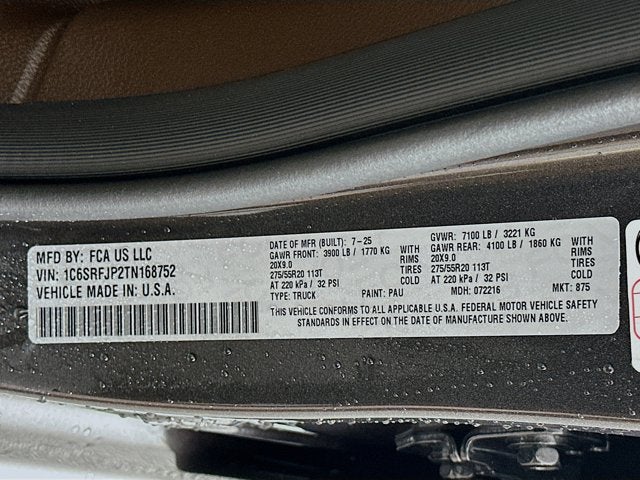 MFD BY: FCA US LLC
VIN: 1C6SRFJP2TN168752
VEHICLE MADE IN: U.S.A.
DATE OF MFR (BUILT): 7-25
GAWR FRONT: 3900 LB / 1770 KG WITH
20X9.0 RIMS
275/55R20 113T TIRES
AT 220 kPa / 32 PSI COLD
TYPE: TRUCK PAINT: PAU
GVWR: 7100 LB / 3221 KG
GAWR REAR: 4100 LB / 1860 KG WITH
20X9.0 RIMS
275/55R20 113T TIRES
AT 220 kPa / 32 PSI COLD
MDH: 072216 MKT: 875
THIS VEHICLE CONFORMS TO ALL APPLICABLE U.S.A. FEDERAL MOTOR VEHICLE SAFETY
STANDARDS IN EFFECT ON THE DATE OF MANUFACTURE SHOWN ABOVE.